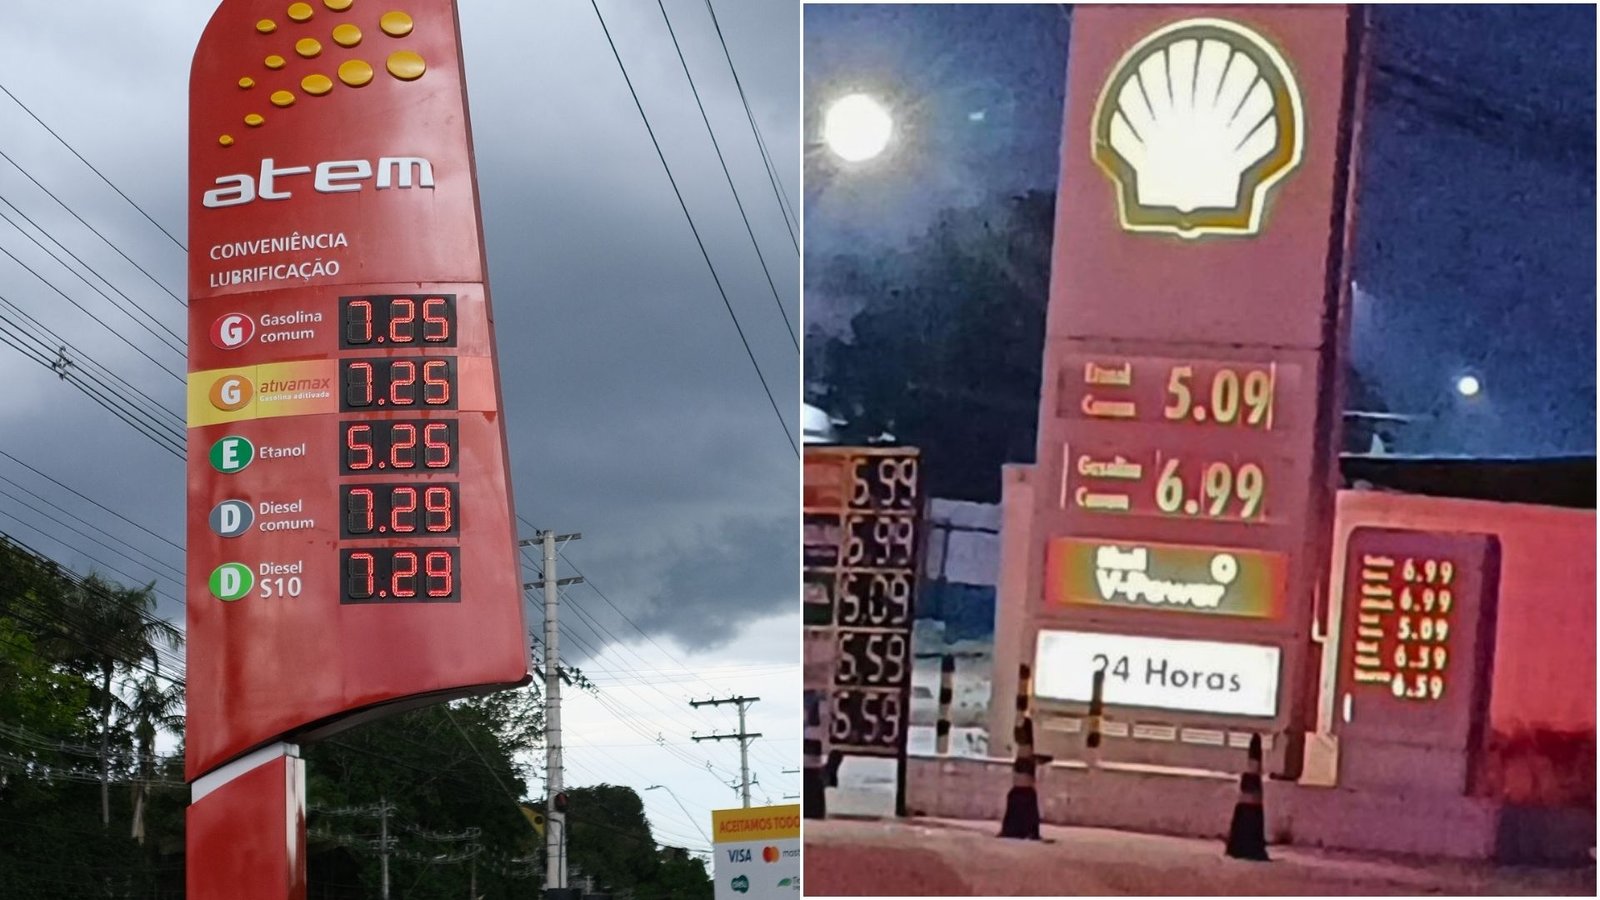 atem
CONVENIÊNCIA
LUBRIFICAÇÃO
G Gasolina comum 7.25
G ativamax Gasolina aditivada 7.25
E Etanol 5.25
D Diesel comum 7.29
D Diesel S10 7.29
ACEITAMOS TODO
VISA
Etanol Comum 5.09
Gasolina Comum 6.99
V-Power
24 Horas
6.99
6.99
5.09
6.59
6.59
6.99
6.99
5.09
6.59
6.59